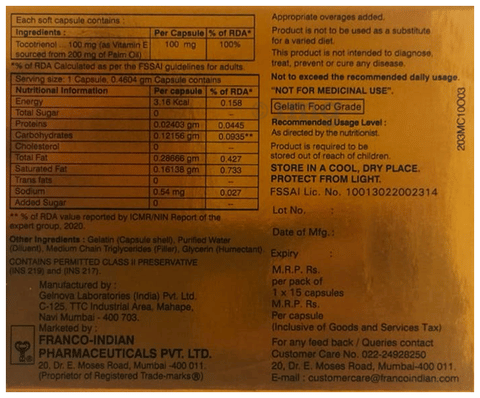 Each soft capsule contains :
Ingredients : Per Capsule % of RDA*
Tocotrienol ... 100 mg (as Vitamin E 100 mg 100%
sourced from 200 mg of Palm Oil)
*% of RDA Calculated as per the FSSAI guidelines for adults.
Serving size: 1 Capsule, 0.4604 gm Capsule contains
Nutritional Information Per capsule % of RDA*
Energy 3.16 Kcal 0.158
Total Sugar 0 --
Proteins 0.02403 gm 0.0445
Carbohydrates 0.12156 gm 0.0935**
Cholesterol 0 --
Total Fat 0.28666 gm 0.427
Saturated Fat 0.16138 gm 0.733
Trans fats 0 --
Sodium 0.54 mg 0.027
Added Sugar 0 --
** % of RDA value reported by ICMR/NIN Report of the
expert group, 2020.
Other Ingredients : Gelatin (Capsule shell), Purified Water
(Diluent), Medium Chain Triglycerides (Filler), Glycerin (Humectant).
CONTAINS PERMITTED CLASS II PRESERVATIVE
(INS 219) and (INS 217).
Manufactured by :
Gelnova Laboratories (India) Pvt. Ltd.
C-125, TTC Industrial Area, Mahape,
Navi Mumbai - 400 703.
Marketed by :
FRANCO-INDIAN
PHARMACEUTICALS PVT. LTD.
20, Dr. E. Moses Road, Mumbai -400 011.
(Proprietor of Registered Trade-marks®)
Appropriate overages added.
Product is not to be used as a substitute
for a varied diet.
This product is not intended to diagnose,
treat, prevent or cure any disease.
Not to exceed the recommended daily usage.
"NOT FOR MEDICINAL USE".
Gelatin Food Grade
Recommended Usage Level :
As directed by the nutritionist.
Product is required to be
stored out of reach of children.
STORE IN A COOL, DRY PLACE.
PROTECT FROM LIGHT.
FSSAI Lic. No. 10013022002314
Lot No. :
Date of Mfg. :
Expiry :
M.R.P. Rs.
per pack of
1 x 15 capsules :
M.R.P. Rs.
Per capsule :
(Inclusive of Goods and Services Tax)
For any feed back / Queries contact
Customer Care No. 022-24928250
20, Dr. E. Moses Road, Mumbai-400 011.
E-mail : customercare@francoindian.com
203MC10O03